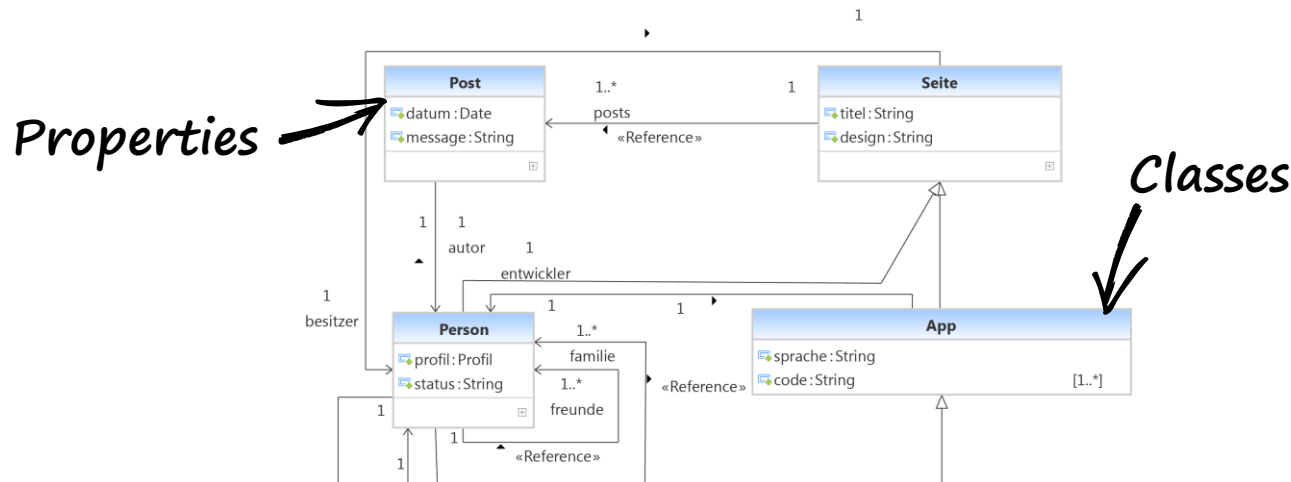 1
Post
1..*
1
Seite
datum : Date
posts
titel : String
Properties
message : String
«Reference»
design : String
Classes
1
1
autor
1
entwickler
1
besitzer
1
1
Person
1..*
App
profil : Profil
familie
sprache : String
status : String
1..*
«Reference»
code : String
[1..*]
1
freunde
1
«Reference»
1